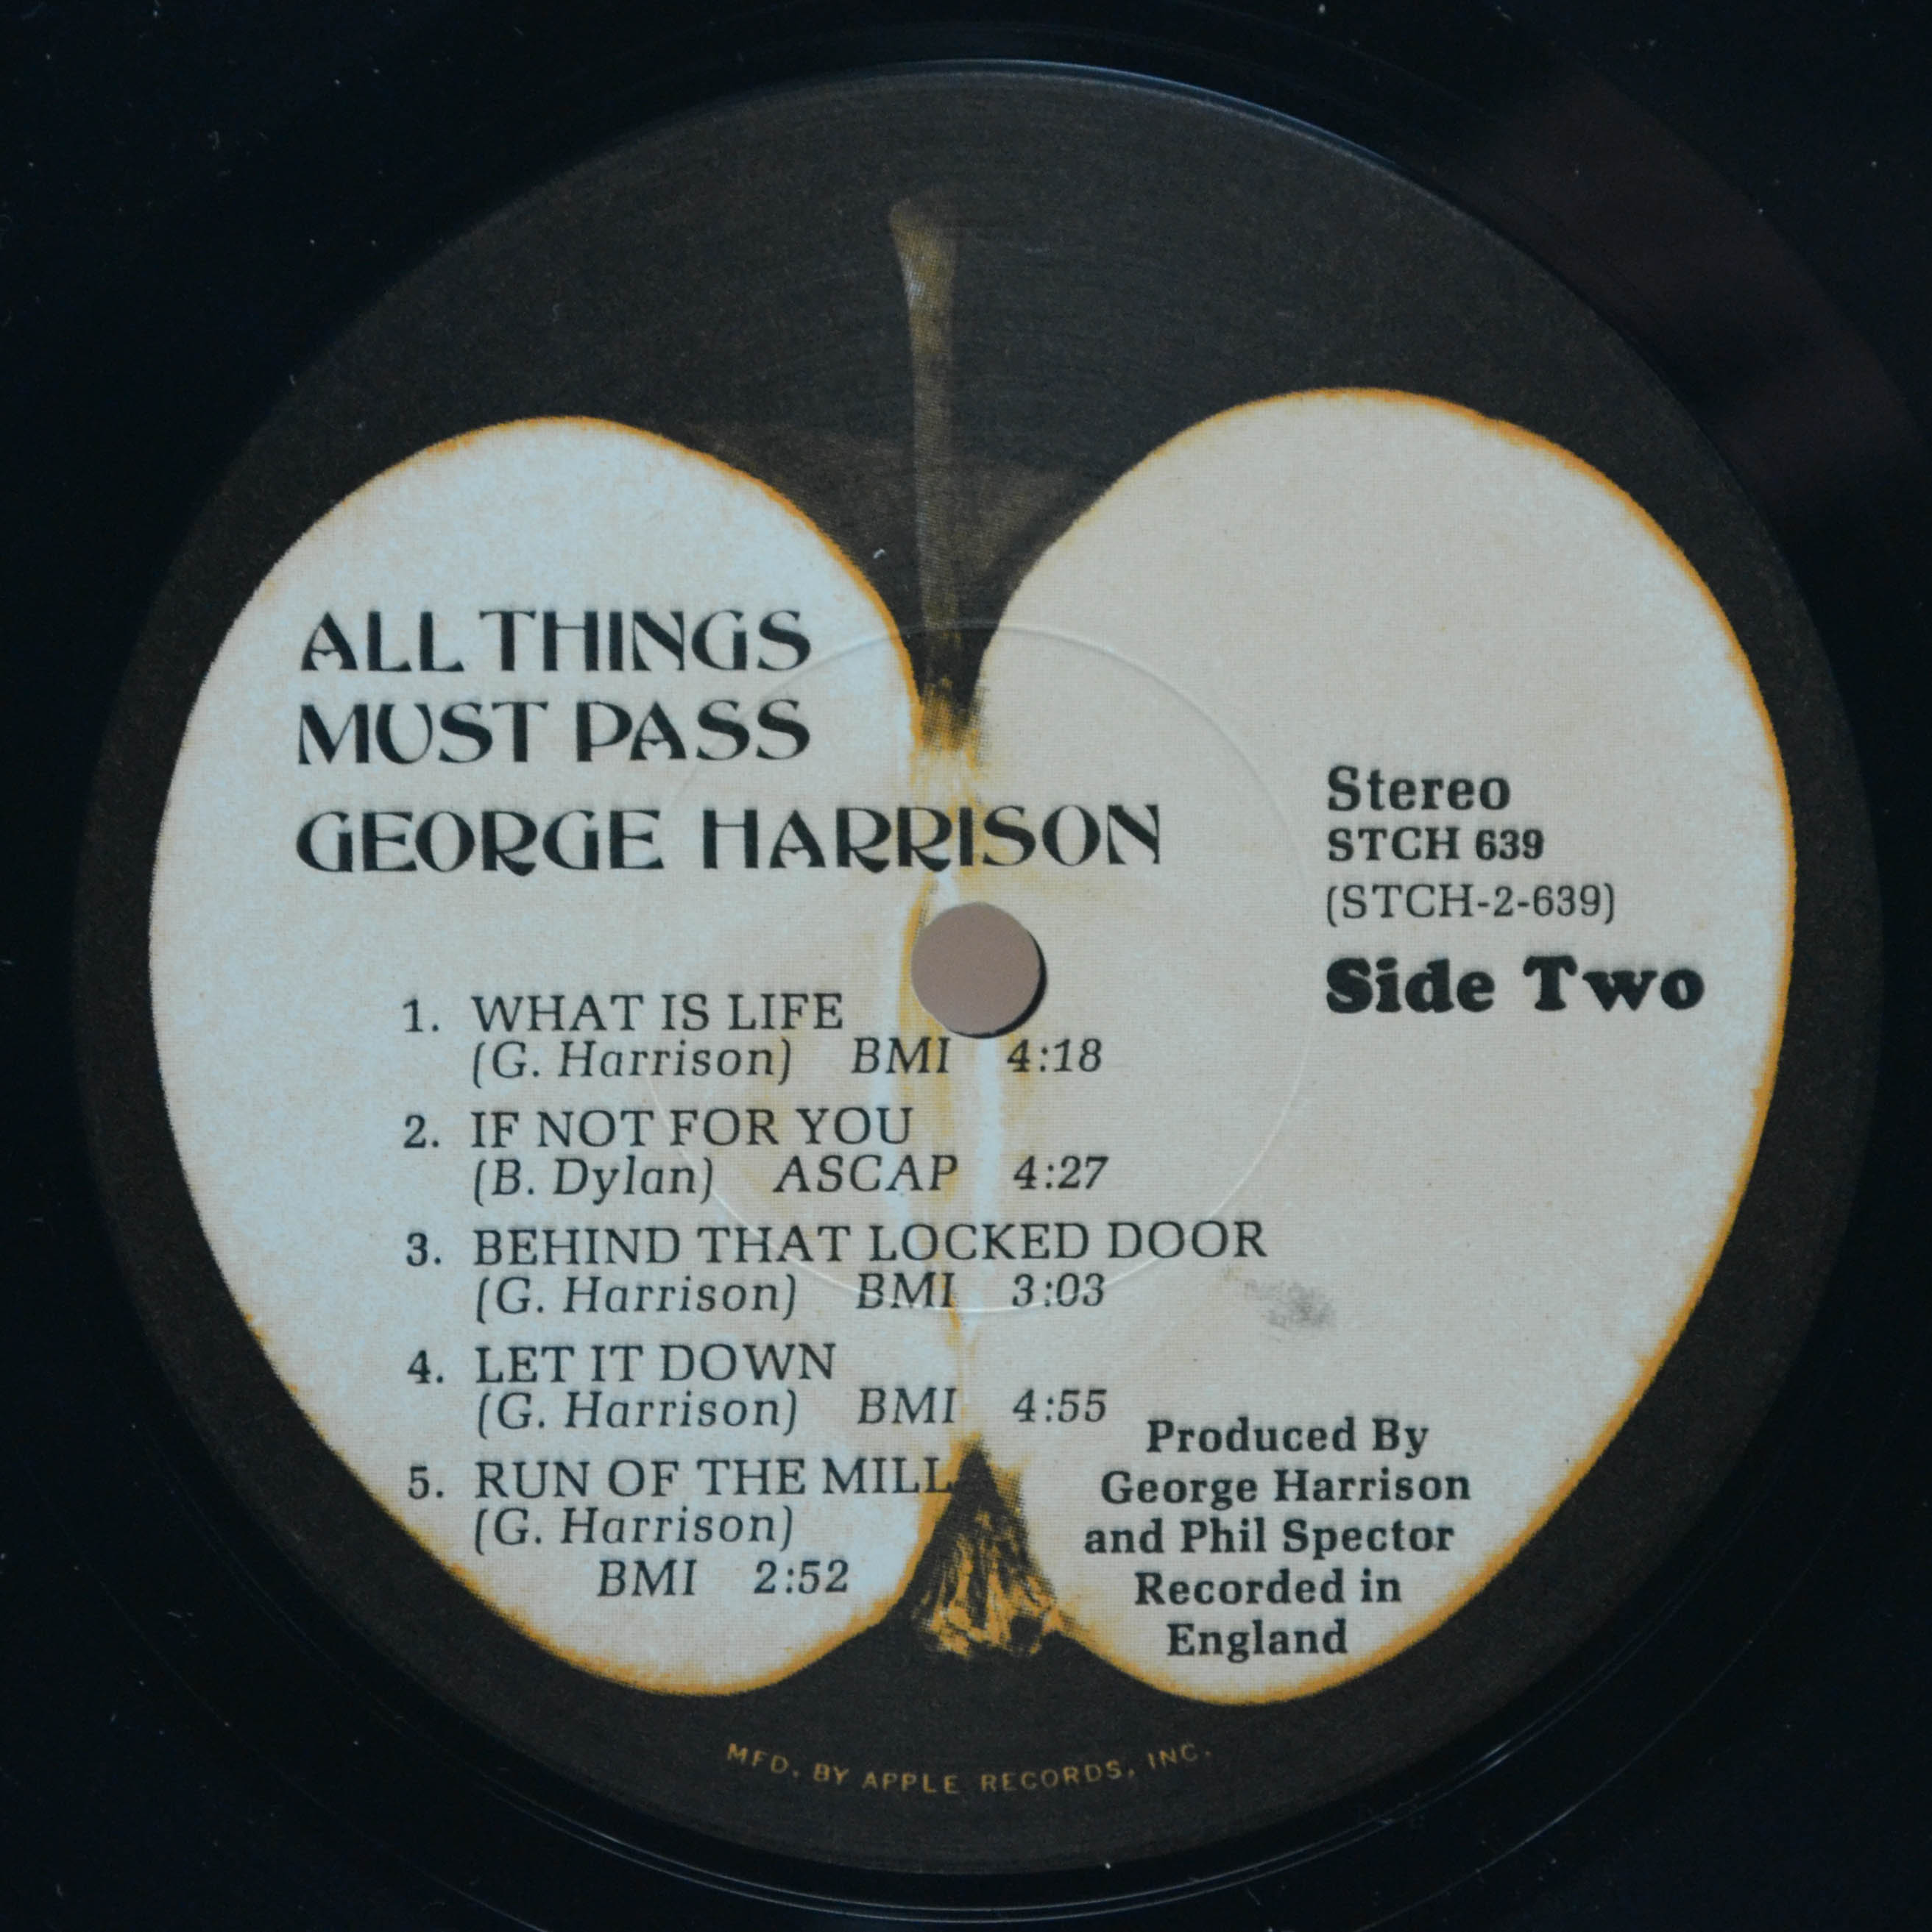 ALL THINGS
MUST PASS
GEORGE HARRISON
Stereo
STCH 639
(STCH-2-639)
Side Two
1. WHAT IS LIFE
(G. Harrison) BMI 4:18
2. IF NOT FOR YOU
(B. Dylan) ASCAP 4:27
3. BEHIND THAT LOCKED DOOR
(G. Harrison) BMI 3:03
4. LET IT DOWN
(G. Harrison) BMI 4:55
5. RUN OF THE MILL
(G. Harrison)
BMI 2:52
Produced By
George Harrison
and Phil Spector
Recorded in
England
MFD. BY APPLE RECORDS, INC.